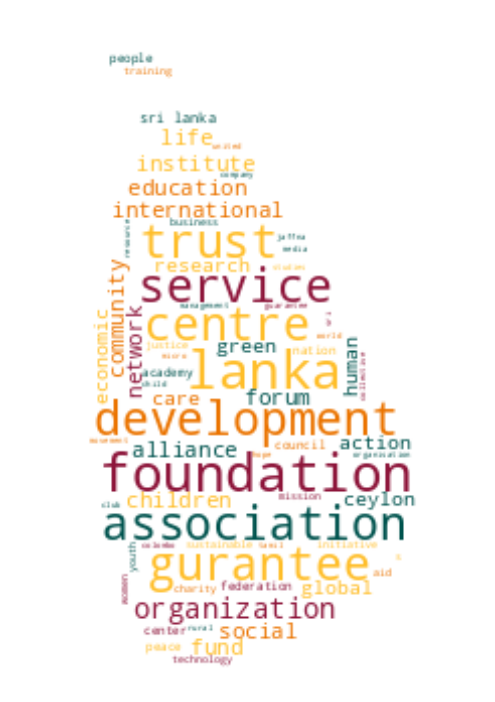 people
training
sri lanka
life
united
institute
company
education
international
business
resource
trust
jaffna
media
research
studies
community
service
management
guarantee
economic
network
centre
sri
world
justice
green
nation
human
collective
micro
lanka
academy
child
care
forum
development
movement
alliance
council
action
hope
organisation
foundation
children
mission
ceylon
club
association
youth
colombo
sustainable
tamil
initiative
gurantee
women
aid
charity
federation
global
organization
center
rural
social
peace
fund
technology